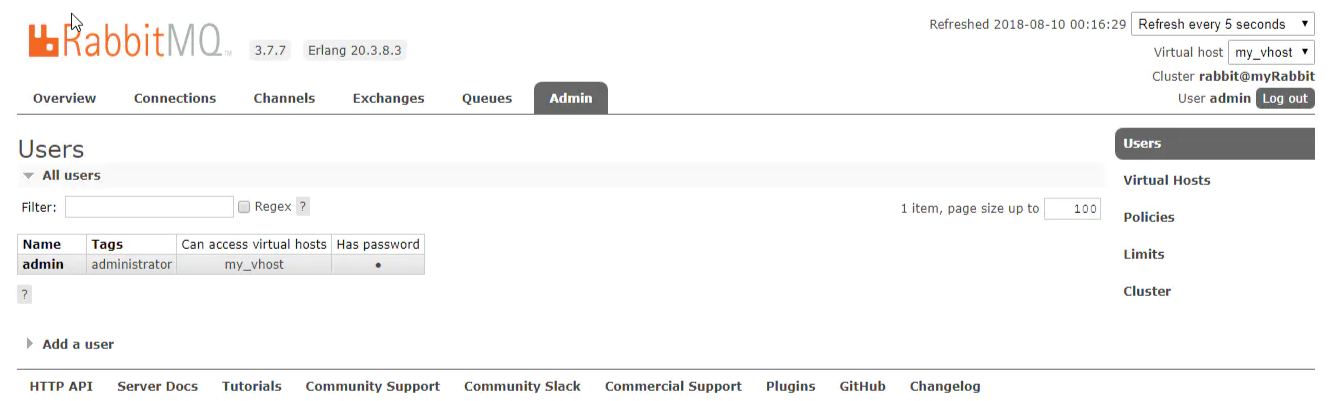 RabbitMQ TM 3.7.7 Erlang 20.3.8.3
Refreshed 2018-08-10 00:16:29 Refresh every 5 seconds
Virtual host my_vhost
Cluster rabbit@myRabbit
User admin Log out
Overview Connections Channels Exchanges Queues Admin
Users
All users
Filter: Regex ?
1 item, page size up to 100
Name Tags Can access virtual hosts Has password
admin administrator my_vhost ●
?
Add a user
Users
Virtual Hosts
Policies
Limits
Cluster
HTTP API Server Docs Tutorials Community Support Community Slack Commercial Support Plugins GitHub Changelog